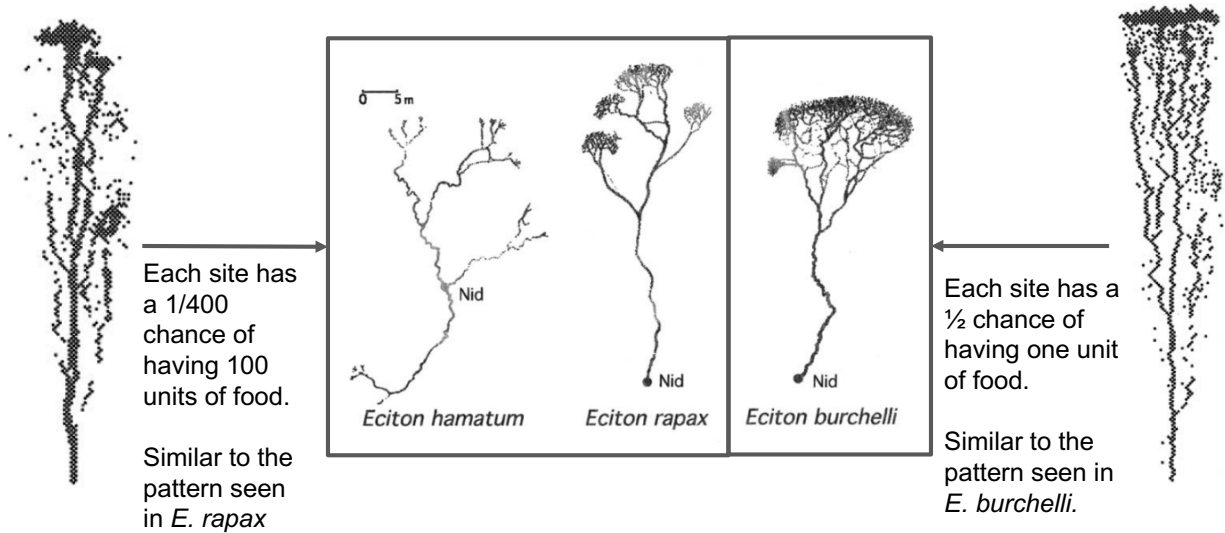 Each site has
a 1/400
chance of
having 100
units of food.
Similar to the
pattern seen
in E. rapax
0 5 m
Nid
Eciton hamatum
Nid
Eciton rapax
Nid
Eciton burchelli
Each site has a
½ chance of
having one unit
of food.
Similar to the
pattern seen in
E. burchelli.